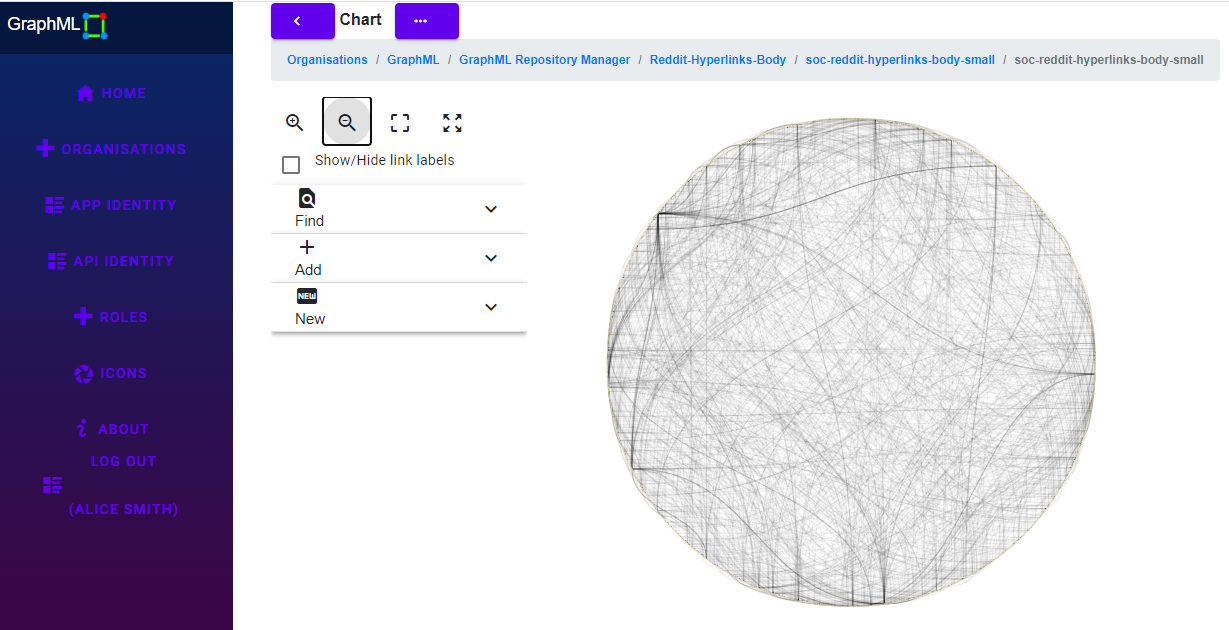 GraphML
HOME
ORGANISATIONS
APP IDENTITY
API IDENTITY
ROLES
ICONS
ABOUT
LOG OUT
(ALICE SMITH)
Chart
Organisations / GraphML / GraphML Repository Manager / Reddit-Hyperlinks-Body / soc-reddit-hyperlinks-body-small / soc-reddit-hyperlinks-body-small
Show/Hide link labels
Find
Add
NEW
New